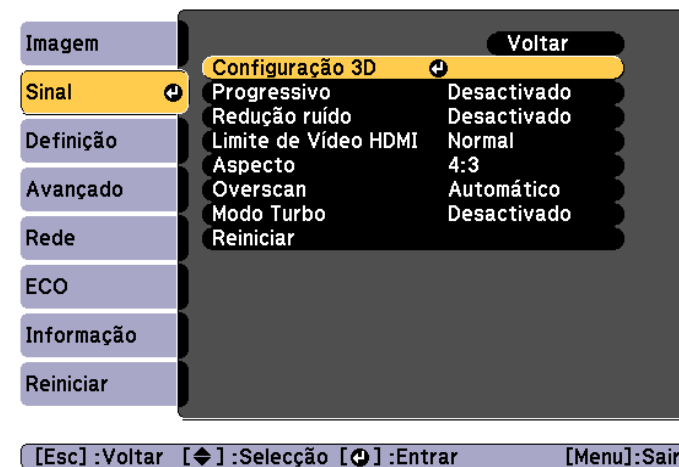 Imagem
Sinal
Definição
Avançado
Rede
ECO
Informação
Reiniciar
Voltar
Configuração 3D
Progressivo Desactivado
Redução ruído Desactivado
Limite de Vídeo HDMI Normal
Aspecto 4:3
Overscan Automático
Modo Turbo Desactivado
Reiniciar
[Esc] :Voltar [ ] :Selecção [ ] :Entrar [Menu]:Sair